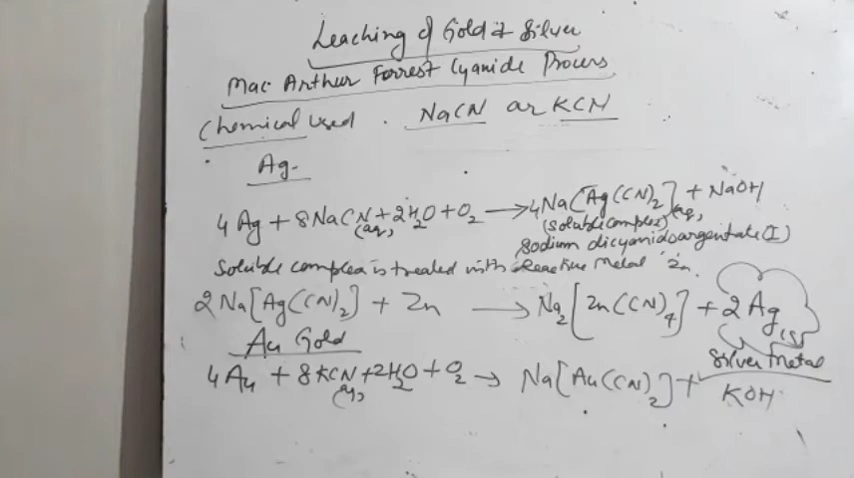 Leaching of Gold & Silver
Mac Arthur Forrest Cyanide Process
Chemical used . NaCN or KCN
Ag-
4Ag + 8NaCN(aq) + 2H₂O + O₂ → 4Na[Ag(CN)₂](aq) + NaOH
(soluble complex)
Sodium dicyanidoargentate(I)
Soluble complex is treated with Reactive Metal Zn.
2Na[Ag(CN)₂] + Zn → Na₂[Zn(CN)₄] + 2Ag(s)
Silver metal
Au Gold
4Au + 8KCN(aq) + 2H₂O + O₂ → Na[Au(CN)₂] + KOH